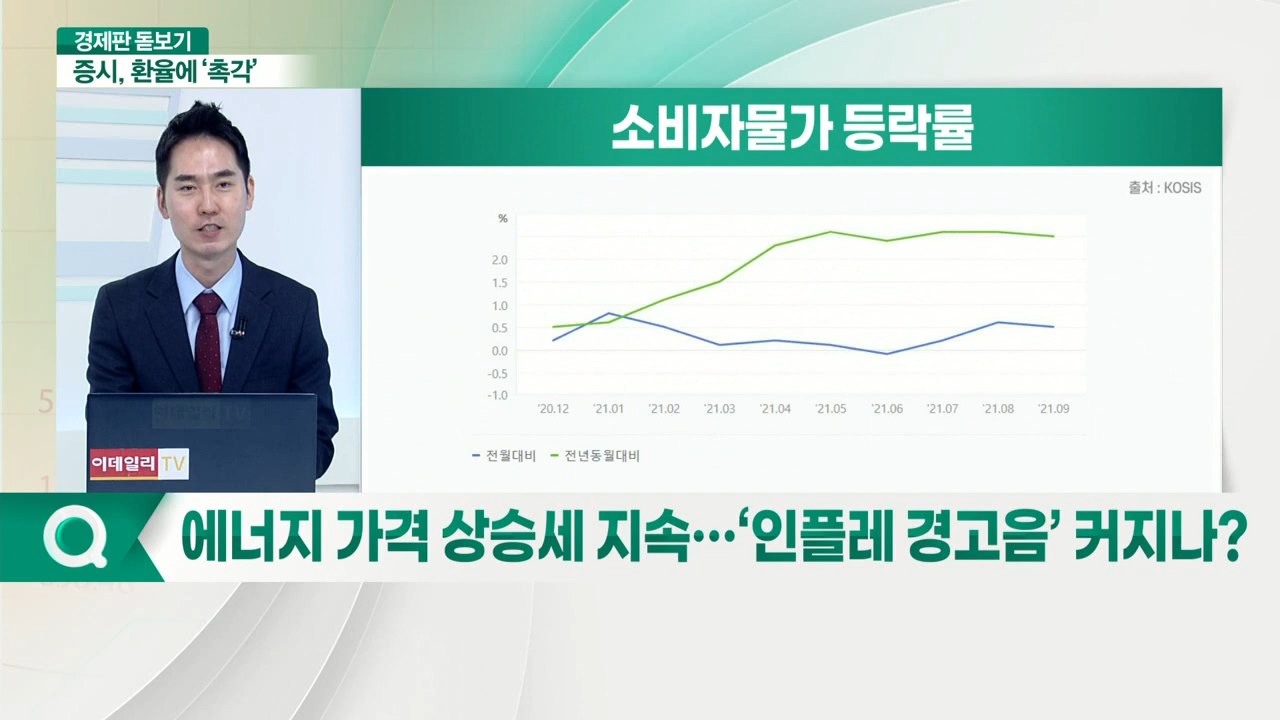 경제판 돋보기
증시, 환율에 ‘촉각’
소비자물가 등락률
출처 : KOSIS
%
2.0
1.5
1.0
0.5
0.0
-0.5
-1.0
'20.12 '21.01 '21.02 '21.03 '21.04 '21.05 '21.06 '21.07 '21.08 '21.09
전월대비 전년동월대비
이데일리 TV
에너지 가격 상승세 지속…‘인플레 경고음’ 커지나?